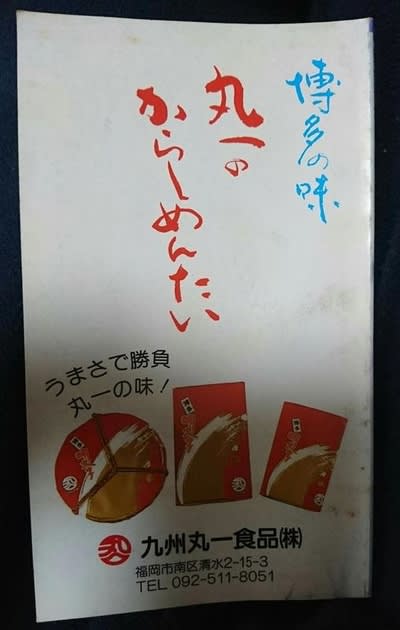 博多の味
丸一の
からしめんたい
うまさで勝負
丸一の味!
九州丸一食品(株)
福岡市南区清水2-15-3
TEL 092-511-8051